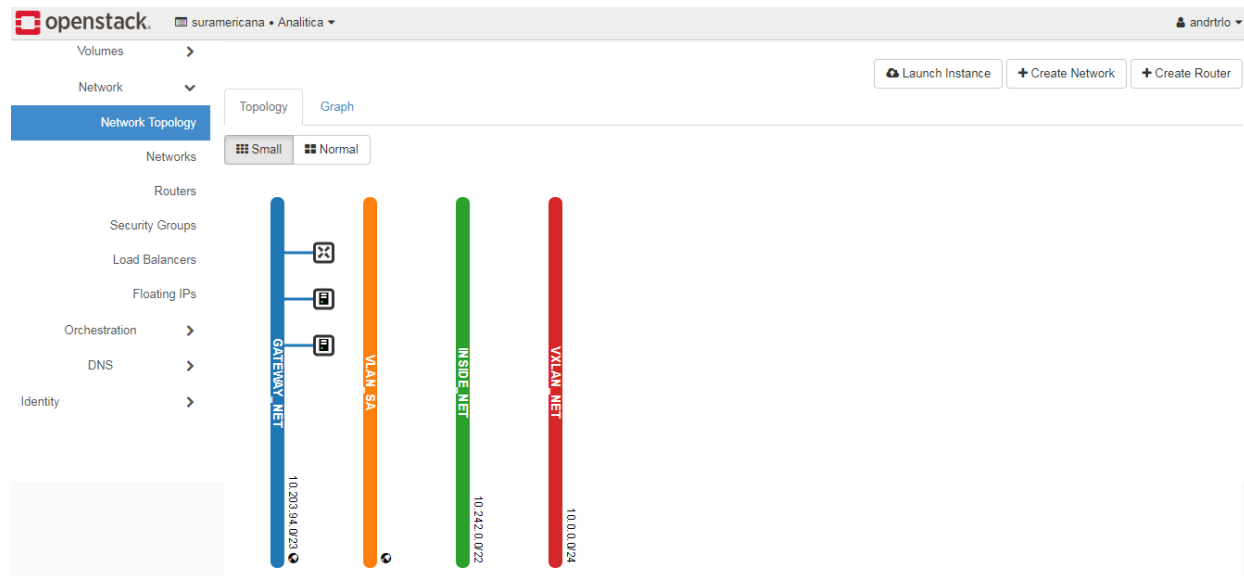 openstack. suramericana • Analitica andrtrlo
Volumes
Network
Launch Instance + Create Network + Create Router
Topology Graph
Network Topology
Small Normal
Networks
Routers
Security Groups
Load Balancers
Floating IPs
Orchestration
DNS
Identity
GATEWAY_NET
10.203.94.0/23
VLAN_SA
INSIDE_NET
10.242.0.0/22
VXLAN_NET
10.0.0.0/24